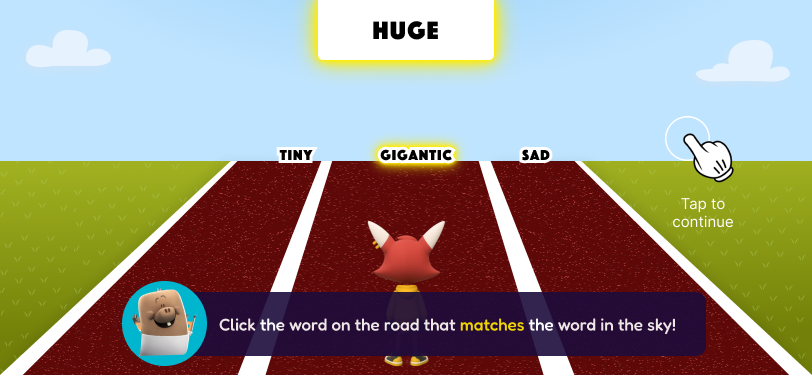 HUGE
TINY GIGANTIC SAD
Tap to
continue
Click the word on the road that matches the word in the sky!